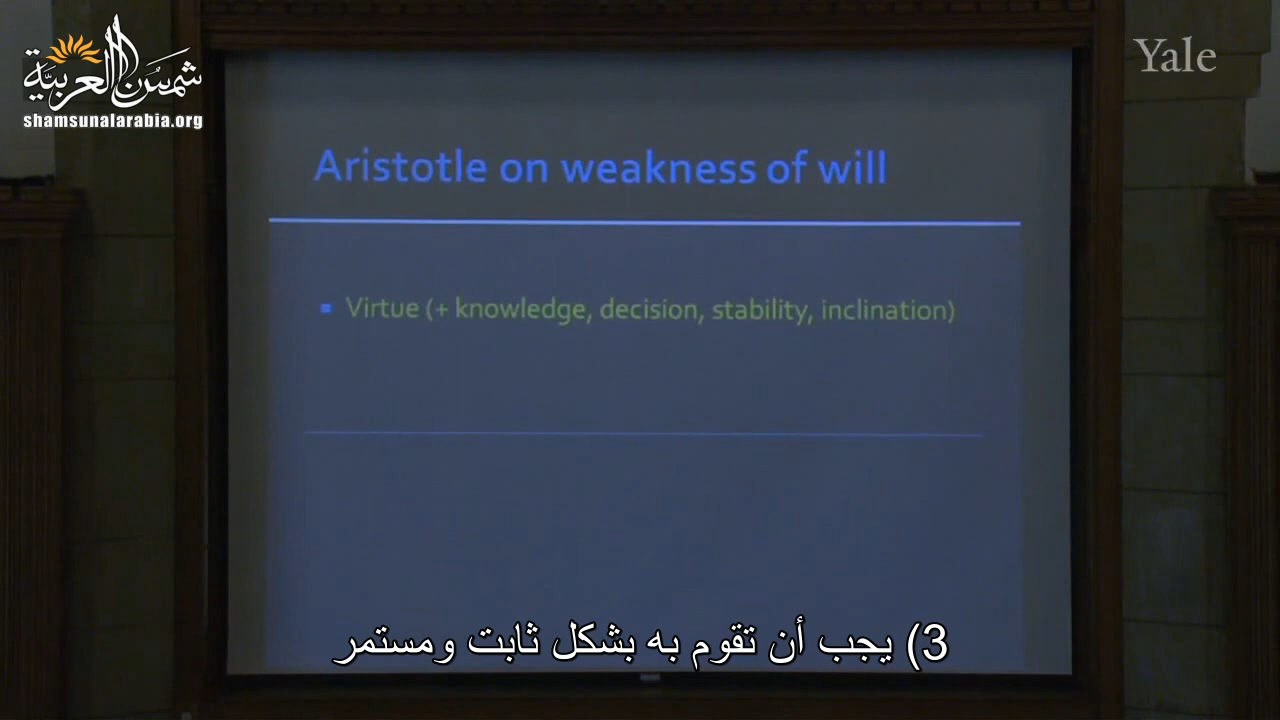 شمس العربية
shamsunalarabia.org
Yale
Aristotle on weakness of will
Virtue (+ knowledge, decision, stability, inclination)
3) يجب أن تقوم به بشكل ثابت ومستمر